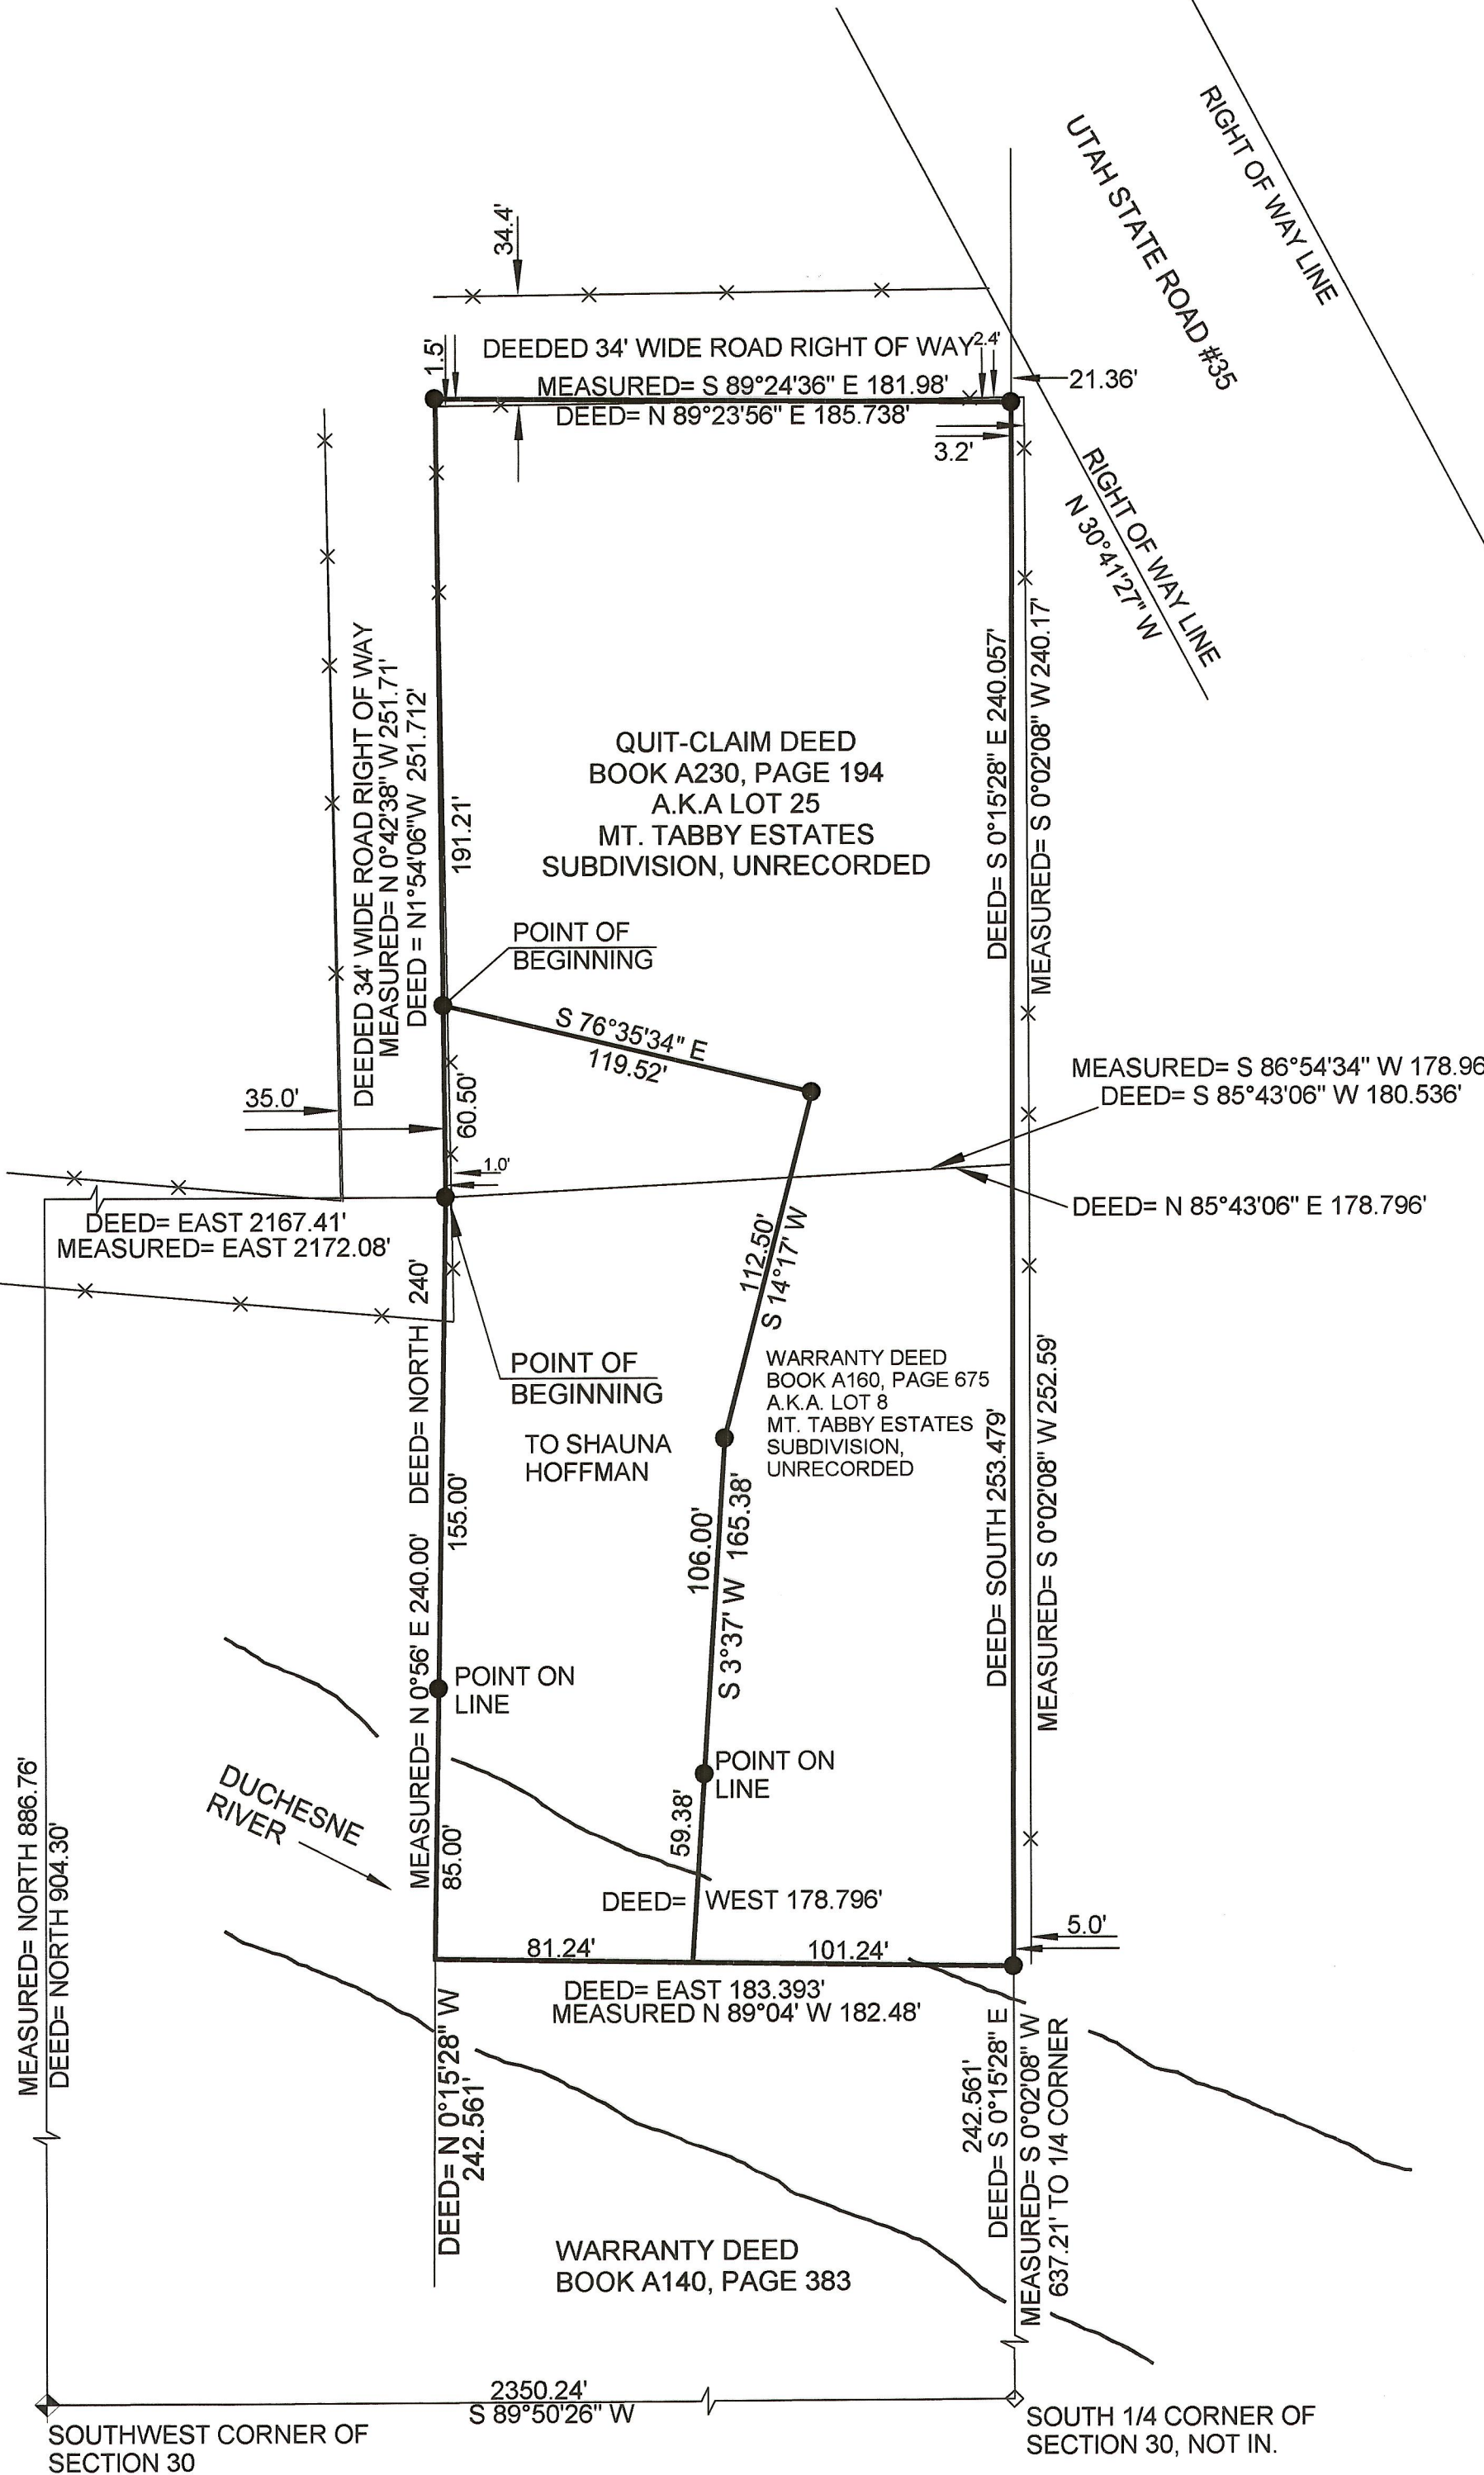 RIGHT OF WAY LINE
UTAH STATE ROAD #35
34.4'
1.5'
DEEDED 34' WIDE ROAD RIGHT OF WAY
2.4'
MEASURED= S 89°24'36" E 181.98'
21.36'
DEED= N 89°23'56" E 185.738'
3.2'
RIGHT OF WAY LINE
N 30°41'27" W
DEEDED 34' WIDE ROAD RIGHT OF WAY
MEASURED= N 0°42'38" W 251.71'
DEED = N1°54'06"W 251.712'
191.21'
QUIT-CLAIM DEED
BOOK A230, PAGE 194
A.K.A LOT 25
MT. TABBY ESTATES
SUBDIVISION, UNRECORDED
DEED= S 0°15'28" E 240.057'
MEASURED= S 0°02'08" W 240.17'
POINT OF
BEGINNING
S 76°35'34" E
119.52'
35.0'
60.50'
1.0'
MEASURED= S 86°54'34" W 178.96
DEED= S 85°43'06" W 180.536'
DEED= N 85°43'06" E 178.796'
DEED= EAST 2167.41'
MEASURED= EAST 2172.08'
112.50'
S 14°17' W
POINT OF
BEGINNING
TO SHAUNA
HOFFMAN
WARRANTY DEED
BOOK A160, PAGE 675
A.K.A. LOT 8
MT. TABBY ESTATES
SUBDIVISION,
UNRECORDED
MEASURED= N 0°56' E 240.00' DEED= NORTH 240'
155.00'
106.00'
S 3°37' W 165.38'
DEED= SOUTH 253.479'
MEASURED= S 0°02'08" W 252.59'
POINT ON
LINE
POINT ON
LINE
DUCHESNE
RIVER
85.00'
59.38'
DEED= WEST 178.796'
5.0'
81.24'
101.24'
DEED= EAST 183.393'
MEASURED N 89°04' W 182.48'
MEASURED= NORTH 886.76'
DEED= NORTH 904.30'
DEED= N 0°15'28" W
242.561'
242.561'
DEED= S 0°15'28" E
MEASURED= S 0°02'08" W
637.21' TO 1/4 CORNER
WARRANTY DEED
BOOK A140, PAGE 383
2350.24'
S 89°50'26" W
SOUTHWEST CORNER OF
SECTION 30
SOUTH 1/4 CORNER OF
SECTION 30, NOT IN.